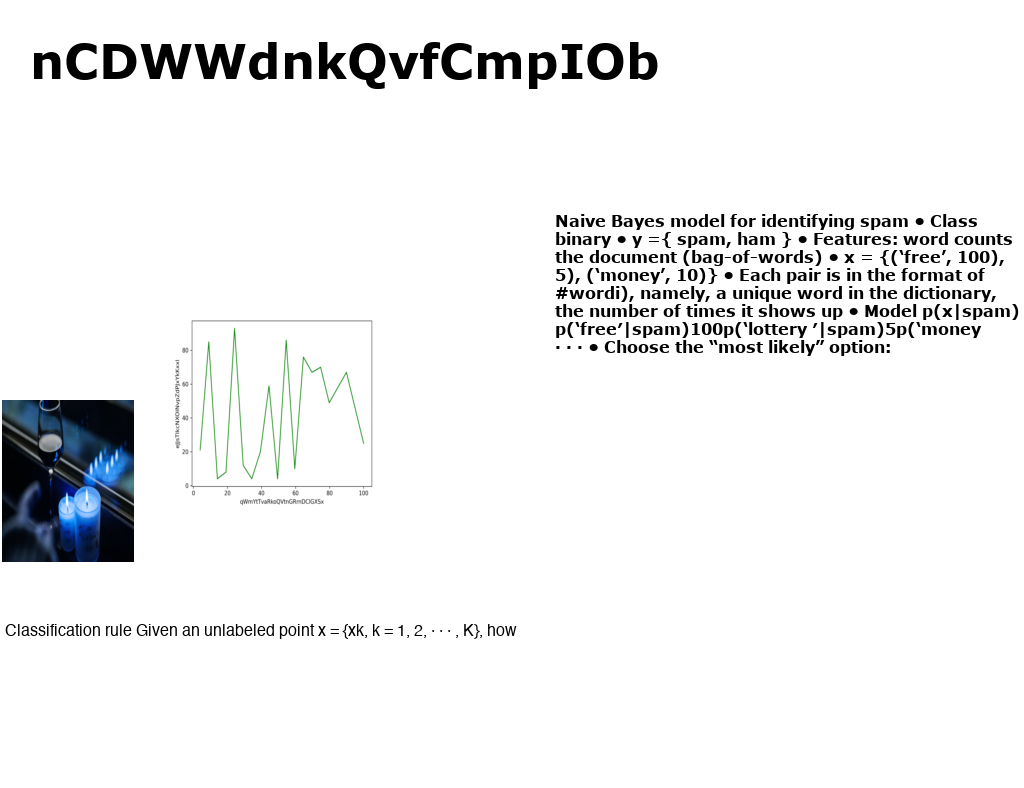 nCDWWdnkQvfCmpIOb
Naive Bayes model for identifying spam • Class
binary • y ={ spam, ham } • Features: word counts
the document (bag-of-words) • x = {(‘free’, 100),
5), (‘money’, 10)} • Each pair is in the format of
#wordi), namely, a unique word in the dictionary,
the number of times it shows up • Model p(x|spam)
p(‘free’|spam)100p(‘lottery ’|spam)5p(‘money
· · · • Choose the “most likely” option:
80
60
40
20
0
0 20 40 60 80 100
Classification rule Given an unlabeled point x = {xk, k = 1, 2, · · · , K}, how